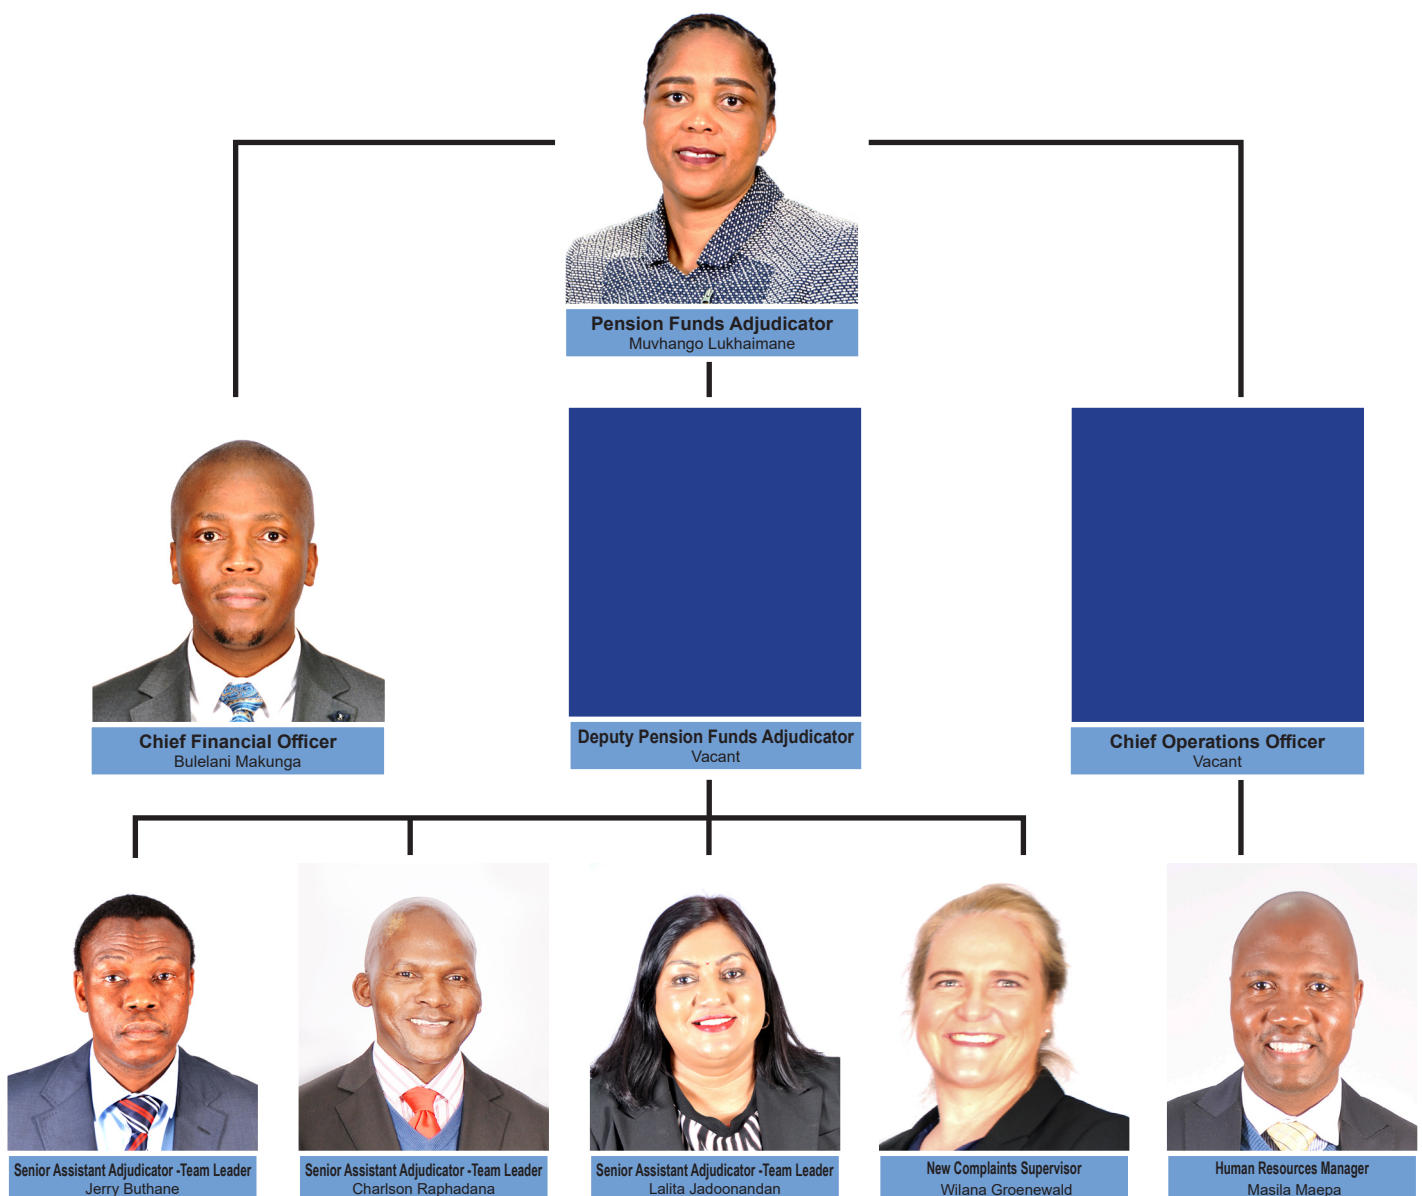 Pension Funds Adjudicator
Muvhango Lukhaimane
Chief Financial Officer
Bulelani Makunga
Deputy Pension Funds Adjudicator
Vacant
Chief Operations Officer
Vacant
Senior Assistant Adjudicator -Team Leader
Jerry Buthane
Senior Assistant Adjudicator -Team Leader
Charlson Raphadana
Senior Assistant Adjudicator -Team Leader
Lalita Jadoonandan
New Complaints Supervisor
Wilana Groenewald
Human Resources Manager
Masila Maepa